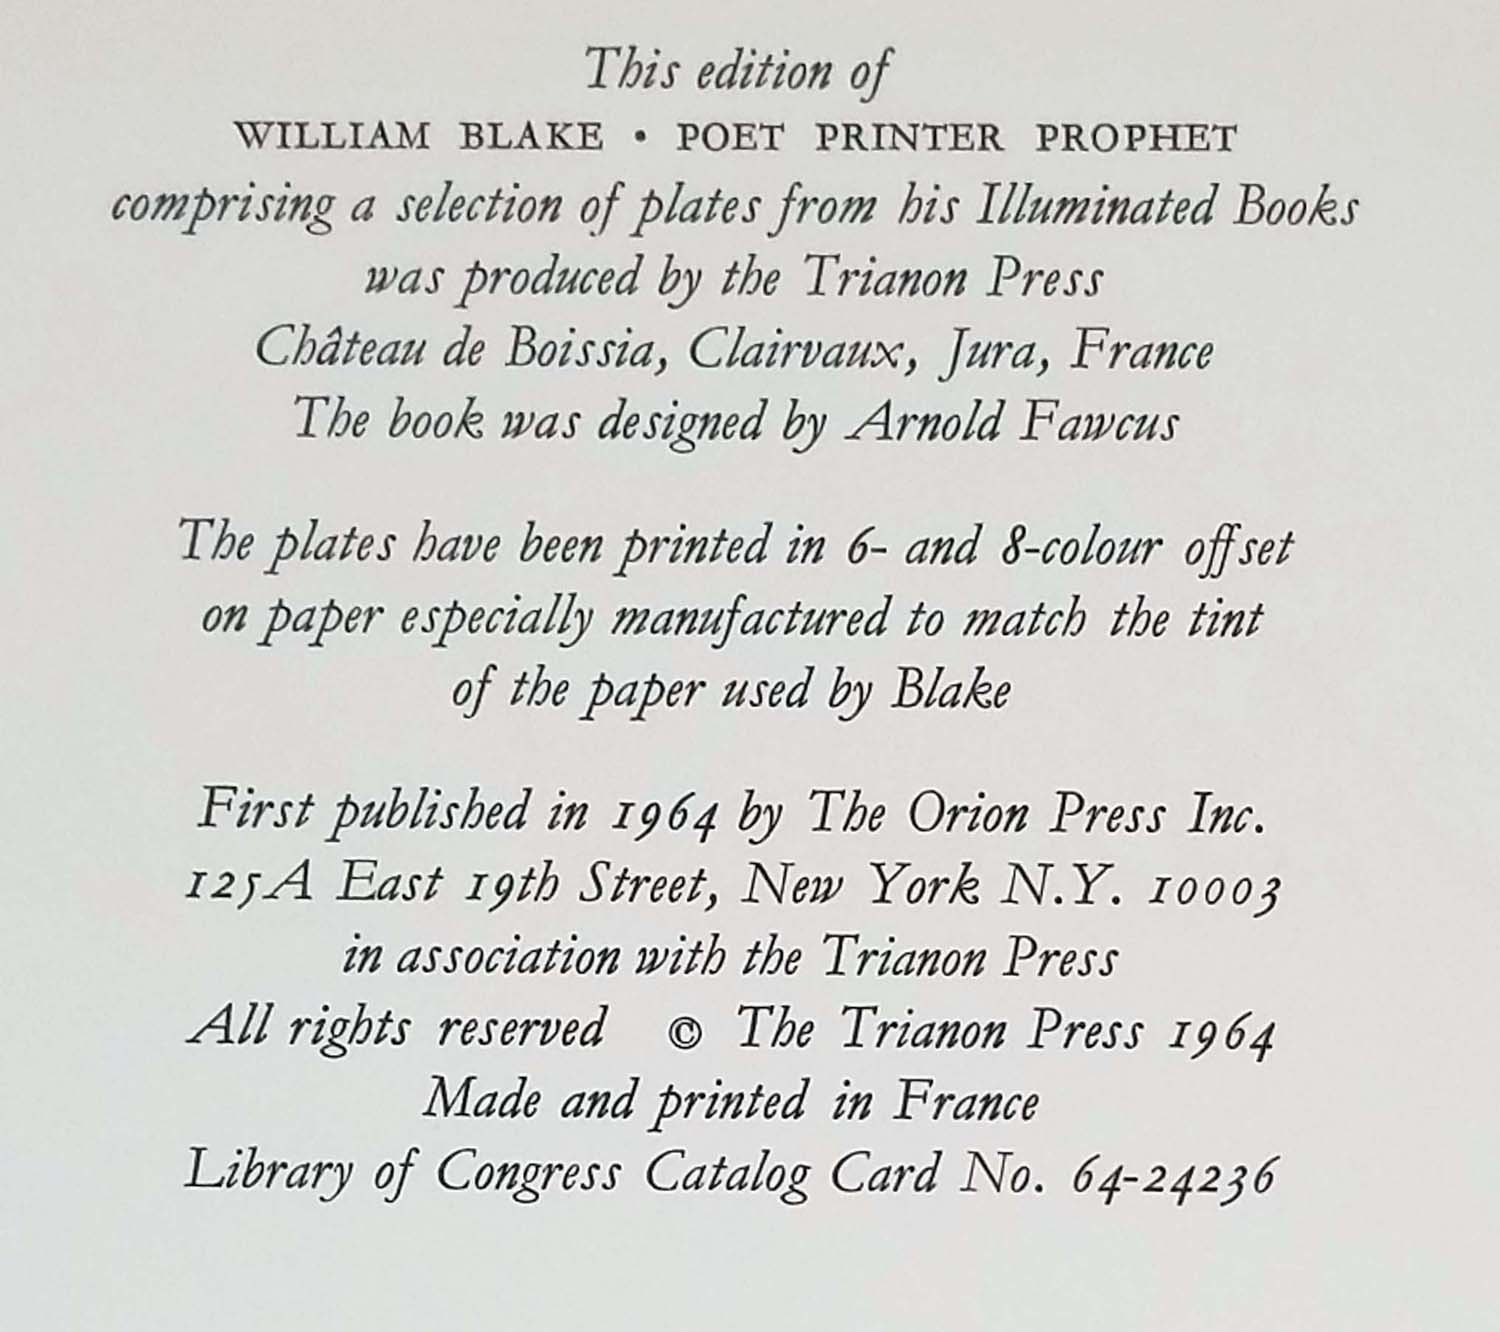 This edition of
WILLIAM BLAKE • POET PRINTER PROPHET
comprising a selection of plates from his Illuminated Books
was produced by the Trianon Press
Château de Boissia, Clairvaux, Jura, France
The book was designed by Arnold Fawcus
The plates have been printed in 6- and 8-colour offset
on paper especially manufactured to match the tint
of the paper used by Blake
First published in 1964 by The Orion Press Inc.
125A East 19th Street, New York N.Y. 10003
in association with the Trianon Press
All rights reserved © The Trianon Press 1964
Made and printed in France
Library of Congress Catalog Card No. 64-24236